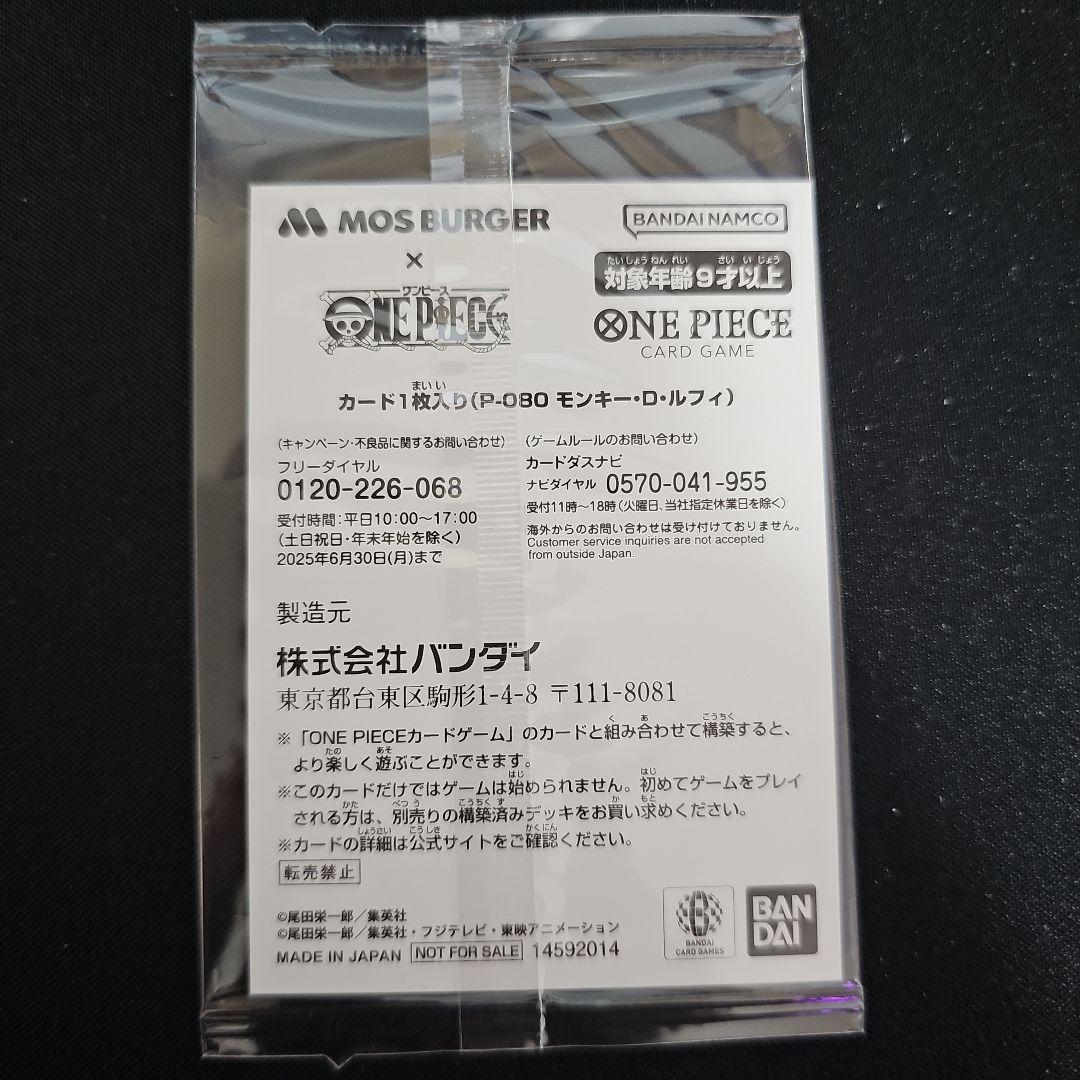 MOS BURGER
×
ワンピース
ONE PIECE
BANDAI NAMCO
たいしょうねんれい さいいじょう
対象年齢9才以上
ONE PIECE
CARD GAME
まいい
カード1枚入り(P-080 モンキー・D・ルフィ)
(キャンペーン・不良品に関するお問い合わせ)
フリーダイヤル
0120-226-068
受付時間:平日10:00〜17:00
(土日祝日・年末年始を除く)
2025年6月30日(月)まで
(ゲームルールのお問い合わせ)
カードダスナビ
ナビダイヤル 0570-041-955
受付11時〜18時(火曜日、当社指定休業日を除く)
海外からのお問い合わせは受け付けておりません。
Customer service inquiries are not accepted
from outside Japan.
製造元
株式会社バンダイ
東京都台東区駒形1-4-8 〒111-8081
く あ こうちく
※「ONE PIECEカードゲーム」のカードと組み合わせて構築すると、
たの あそ
より楽しく遊ぶことができます。
はじ はじ
※このカードだけではゲームは始められません。初めてゲームをプレイ
かた べつう こうちくず か もと
される方は、別売りの構築済みデッキをお買い求めください。
しょうさい こうしき かくにん
※カードの詳細は公式サイトをご確認ください。
転売禁止
©尾田栄一郎/集英社
©尾田栄一郎/集英社・フジテレビ・東映アニメーション
MADE IN JAPAN NOT FOR SALE 14592014
BANDAI
CARD GAMES
BAN
DAI